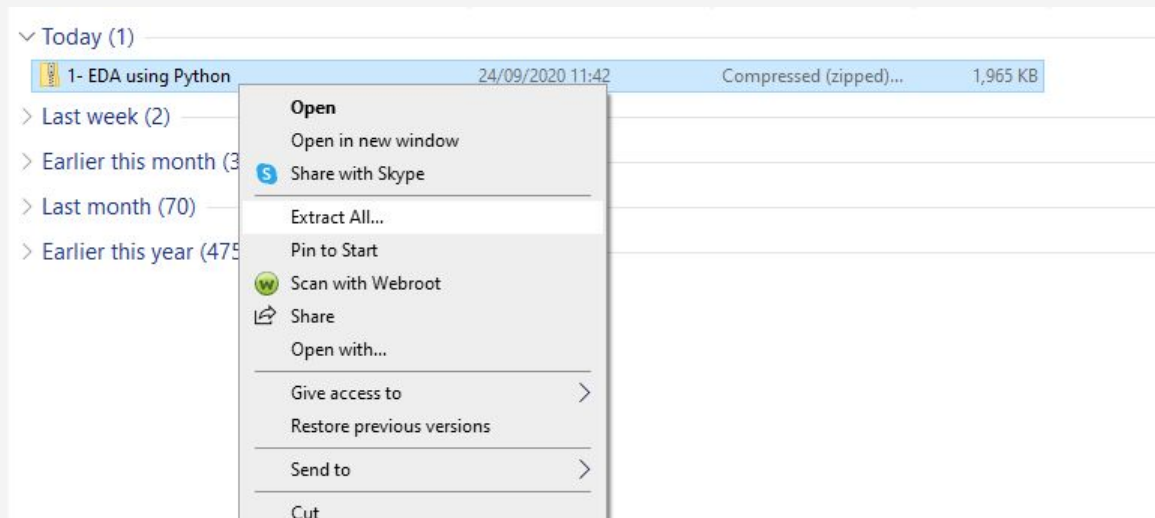 Today (1)
1- EDA using Python 24/09/2020 11:42 Compressed (zipped)... 1,965 KB
Last week (2)
Earlier this month (3
Last month (70)
Earlier this year (475
Open
Open in new window
Share with Skype
Extract All...
Pin to Start
Scan with Webroot
Share
Open with...
Give access to
Restore previous versions
Send to
Cut